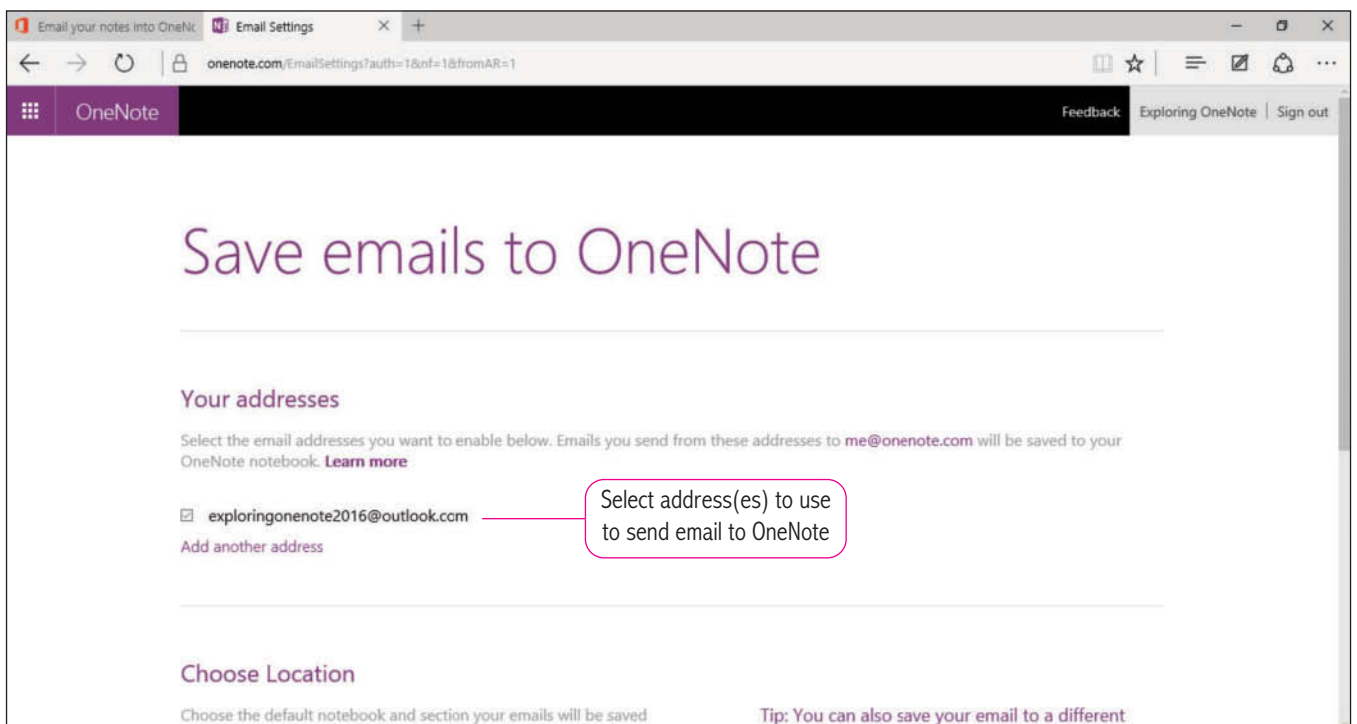 Email your notes into OneNc
Email Settings
onenote.com/EmailSettings?auth=1&nf=1&fromAR=1
OneNote
Feedback
Exploring OneNote
Sign out
Save emails to OneNote
Your addresses
Select the email addresses you want to enable below. Emails you send from these addresses to me@onenote.com will be saved to your
OneNote notebook. Learn more
exploringonenote2016@outlook.com
Select address(es) to use
to send email to OneNote
Add another address
Choose Location
Choose the default notebook and section your emails will be saved
Tip: You can also save your email to a different